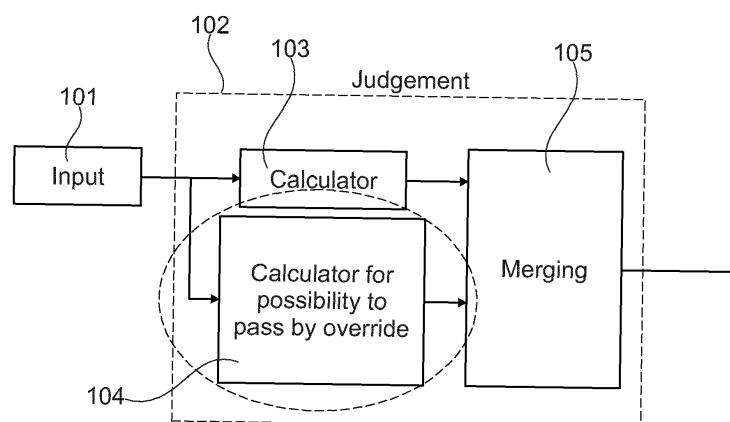 102
103
Judgement
105
101
Input
Calculator
Calculator for
possibility to
pass by override
Merging
104